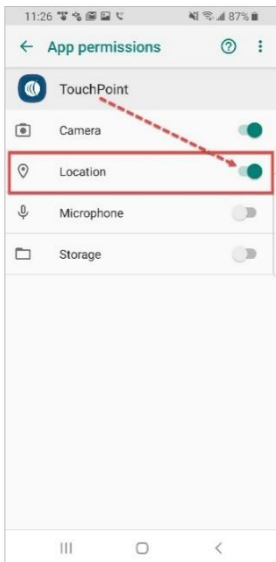 11:26 87%
App permissions
TouchPoint
Camera
Location
Microphone
Storage